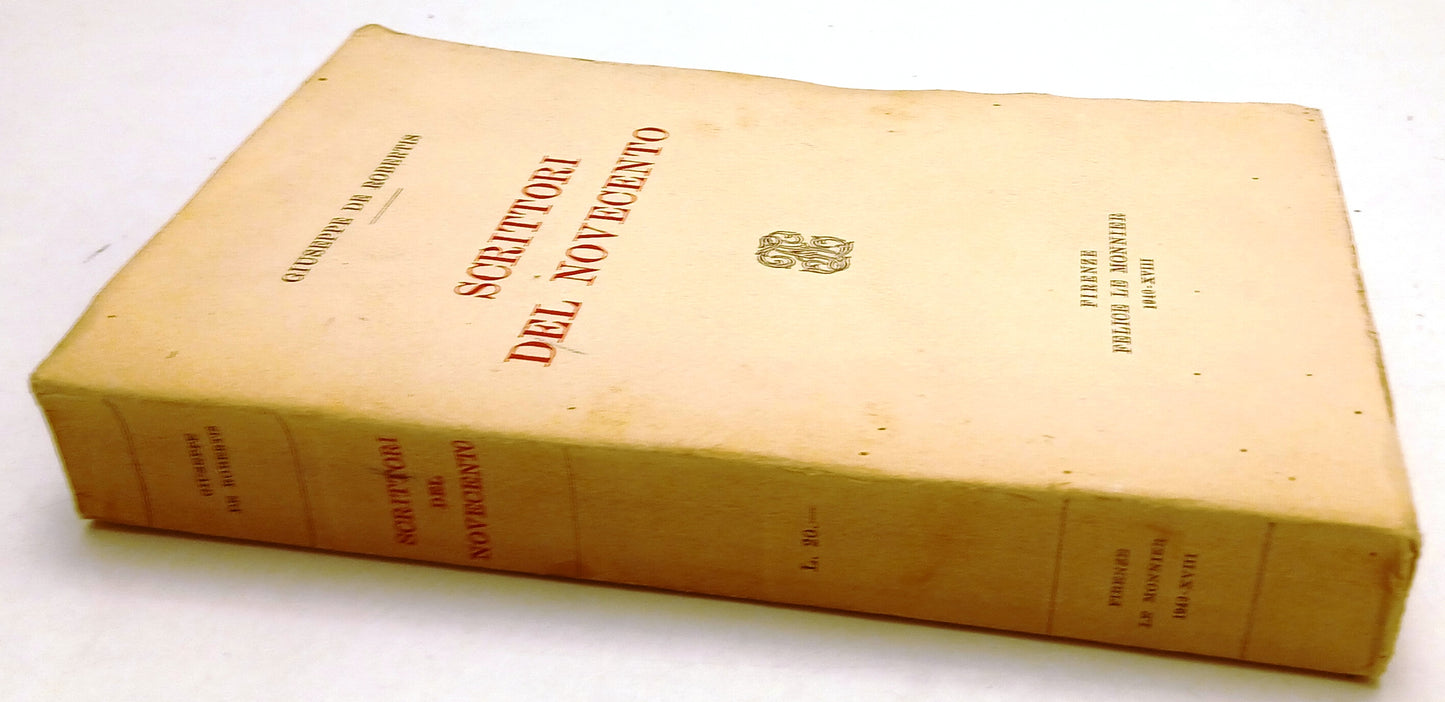 GIUSEPPE DE ROBERTIS
SCRITTORI
DEL NOVECENTO
FIRENZE
FELICE LE MONNIER
1940-XVIII
GIUSEPPE
DE ROBERTIS
SCRITTORI
DEL
NOVECENTO
L. 20.—
FIRENZE
LE MONNIER
1940-XVIII